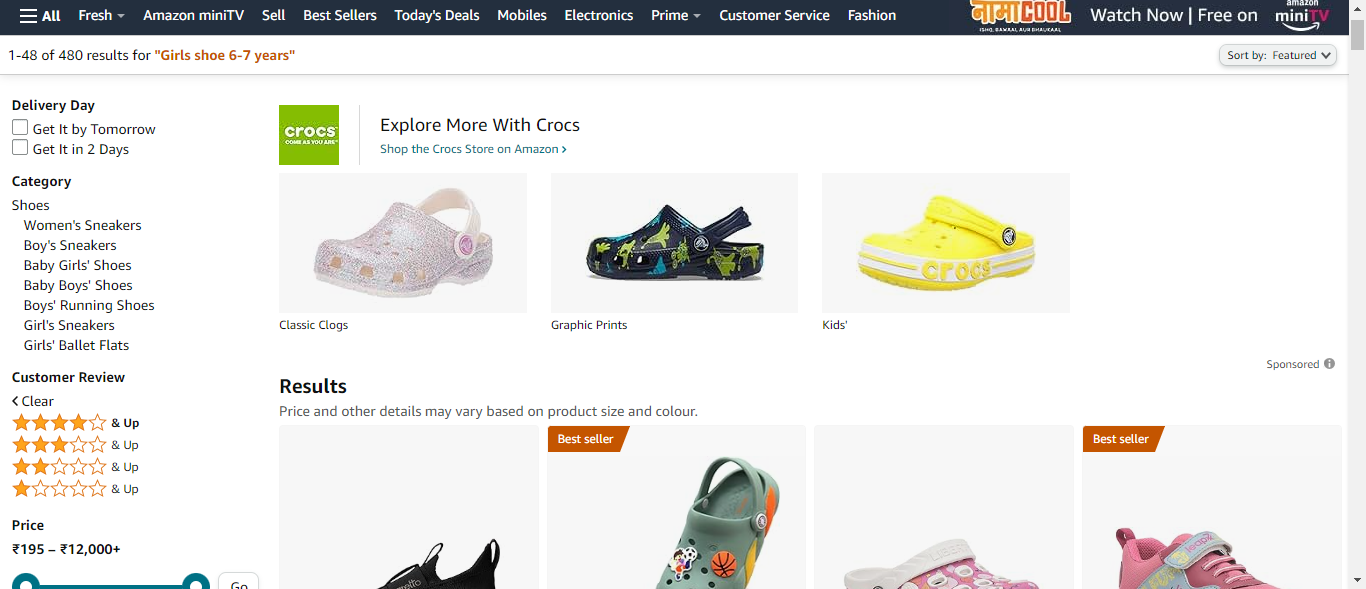 All Fresh Amazon miniTV Sell Best Sellers Today's Deals Mobiles Electronics Prime Customer Service Fashion
नामाCOOL
ISHQ, BAWAAL AUR BHAUKAAL
Watch Now | Free on
amazon
miniTV
1-48 of 480 results for "Girls shoe 6-7 years"
Sort by: Featured
Delivery Day
Get It by Tomorrow
Get It in 2 Days
Category
Shoes
Women's Sneakers
Boy's Sneakers
Baby Girls' Shoes
Baby Boys' Shoes
Boys' Running Shoes
Girl's Sneakers
Girls' Ballet Flats
Customer Review
Clear
& Up
& Up
& Up
& Up
Price
₹195 – ₹12,000+
Go
crocs™
COME AS YOU ARE™
Explore More With Crocs
Shop the Crocs Store on Amazon ›
crocs
Classic Clogs
Graphic Prints
Kids'
Sponsored
Results
Price and other details may vary based on product size and colour.
Best seller
Best seller